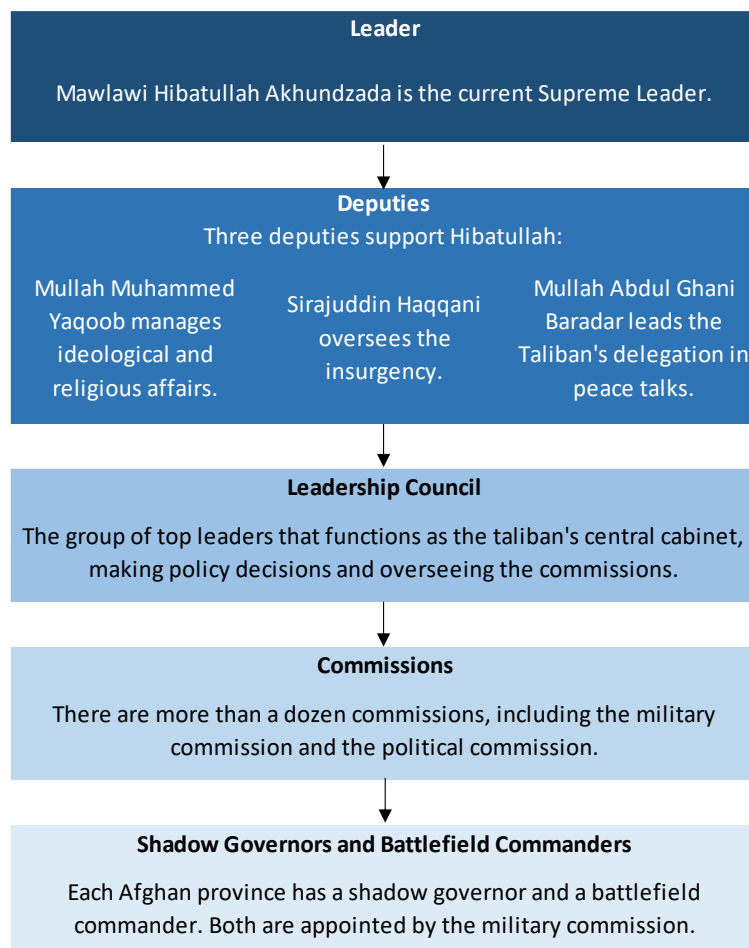 Leader
Mawlawi Hibatullah Akhundzada is the current Supreme Leader.
Deputies
Three deputies support Hibatullah:
Mullah Muhammed
Yaqoob manages
ideological and
religious affairs.
Sirajuddin Haqqani
oversees the
insurgency.
Mullah Abdul Ghani
Baradar leads the
Taliban's delegation in
peace talks.
Leadership Council
The group of top leaders that functions as the taliban's central cabinet,
making policy decisions and overseeing the commissions.
Commissions
There are more than a dozen commissions, including the military
commission and the political commission.
Shadow Governors and Battlefield Commanders
Each Afghan province has a shadow governor and a battlefield
commander. Both are appointed by the military commission.